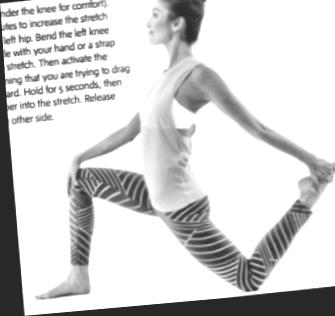 nder the knee for comfort).
utes to increase the stretch
left hip. Bend the left knee
le with your hand or a strap
stretch. Then activate the
ning that you are trying to drag
ard. Hold for 5 seconds, then
per into the stretch. Release
other side.